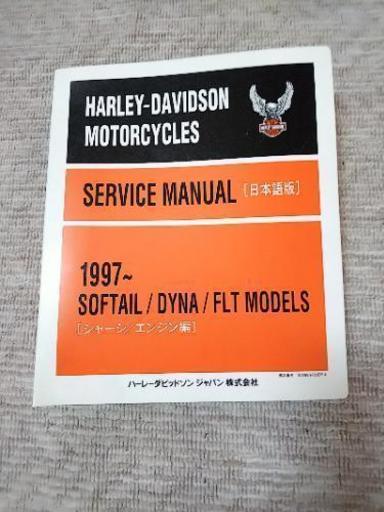 HARLEY-DAVIDSON
MOTORCYCLES
SERVICE MANUAL [日本語版]
1997~
SOFTAIL / DYNA / FLT MODELS
[シャーシ/エンジン編]
ハーレーダビッドソン ジャパン 株式会社